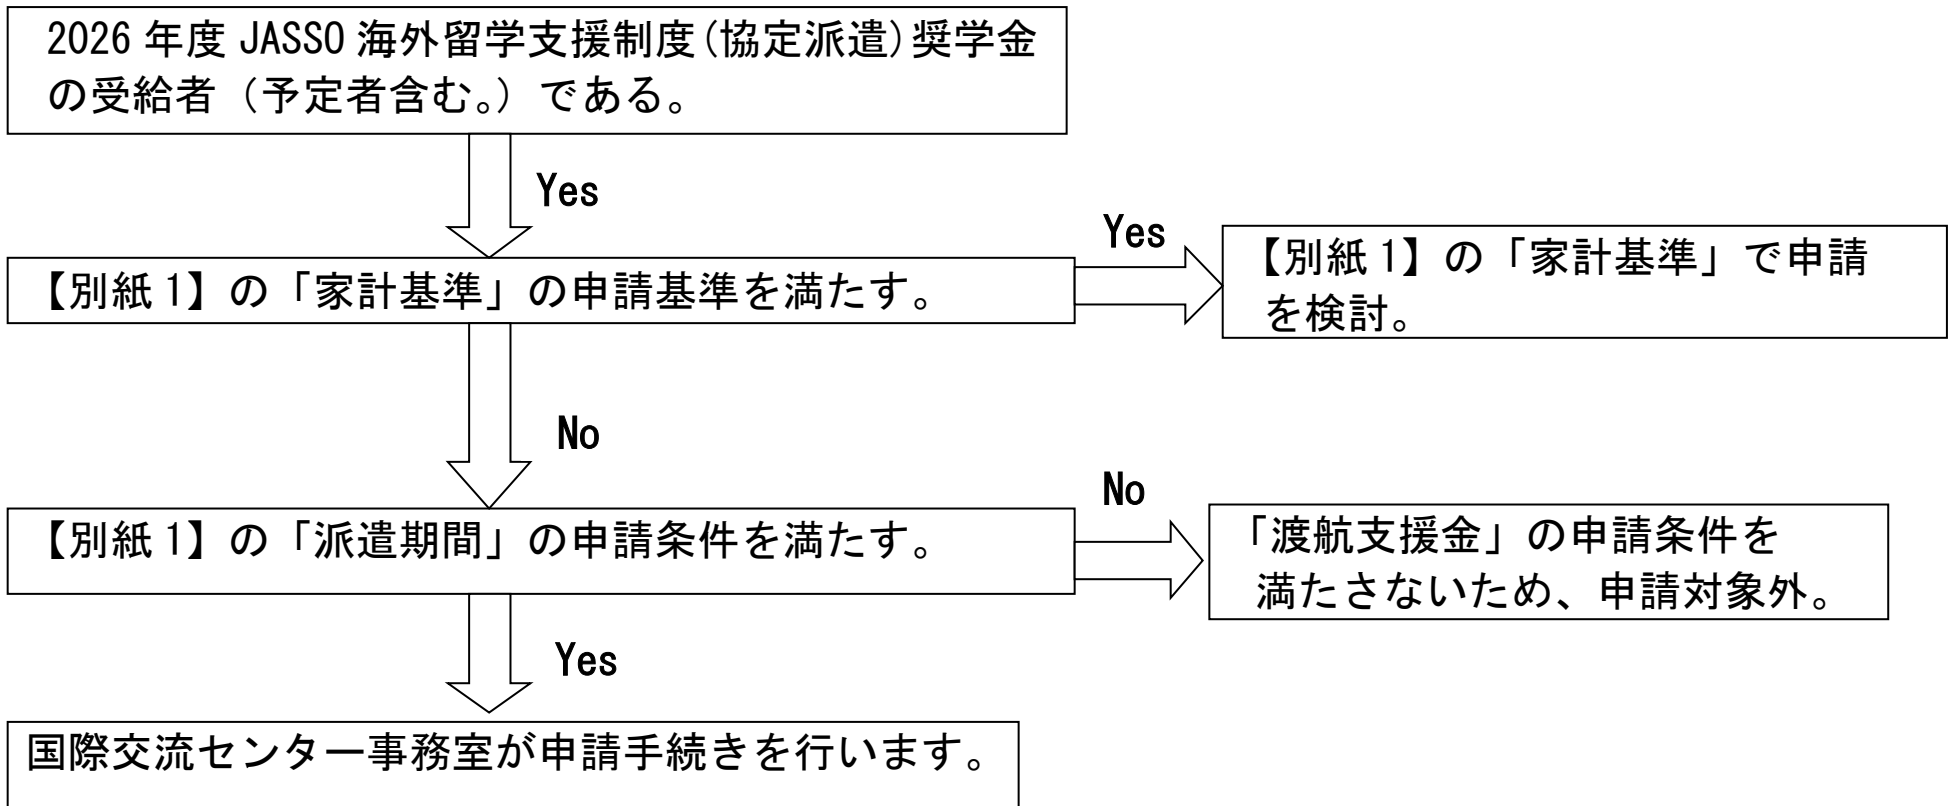 2026 年度 JASSO 海外留学支援制度(協定派遣)奨学金
の受給者（予定者含む。）である。
Yes
【別紙 1】の「家計基準」の申請基準を満たす。
Yes
【別紙 1】の「家計基準」で申請
を検討。
No
【別紙 1】の「派遣期間」の申請条件を満たす。
No
「渡航支援金」の申請条件を
満たさないため、申請対象外。
Yes
国際交流センター事務室が申請手続きを行います。